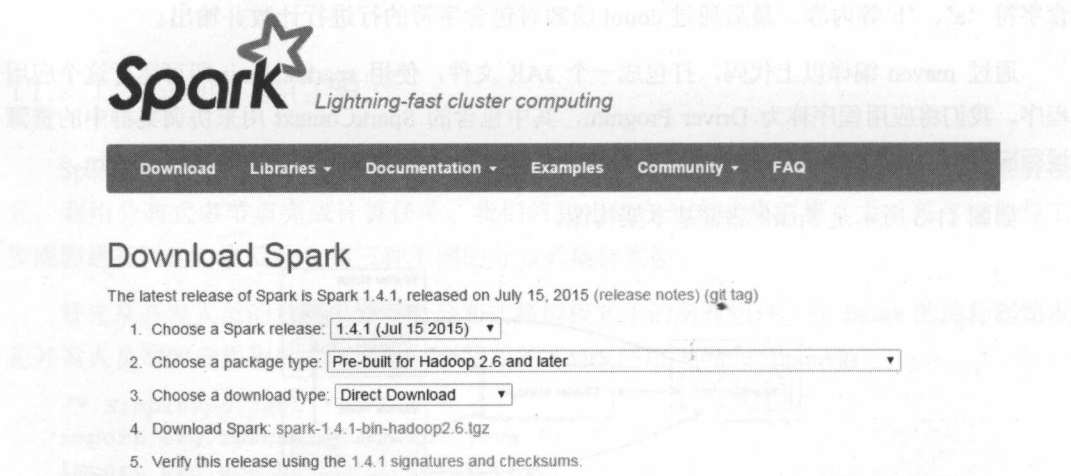 Spark
Lightning-fast cluster computing
Download Libraries Documentation Examples Community FAQ
Download Spark
The latest release of Spark is Spark 1.4.1, released on July 15, 2015 (release notes) (git tag)
1. Choose a Spark release: 1.4.1 (Jul 15 2015)
2. Choose a package type: Pre-built for Hadoop 2.6 and later
3. Choose a download type: Direct Download
4. Download Spark: spark-1.4.1-bin-hadoop2.6.tgz
5. Verify this release using the 1.4.1 signatures and checksums.